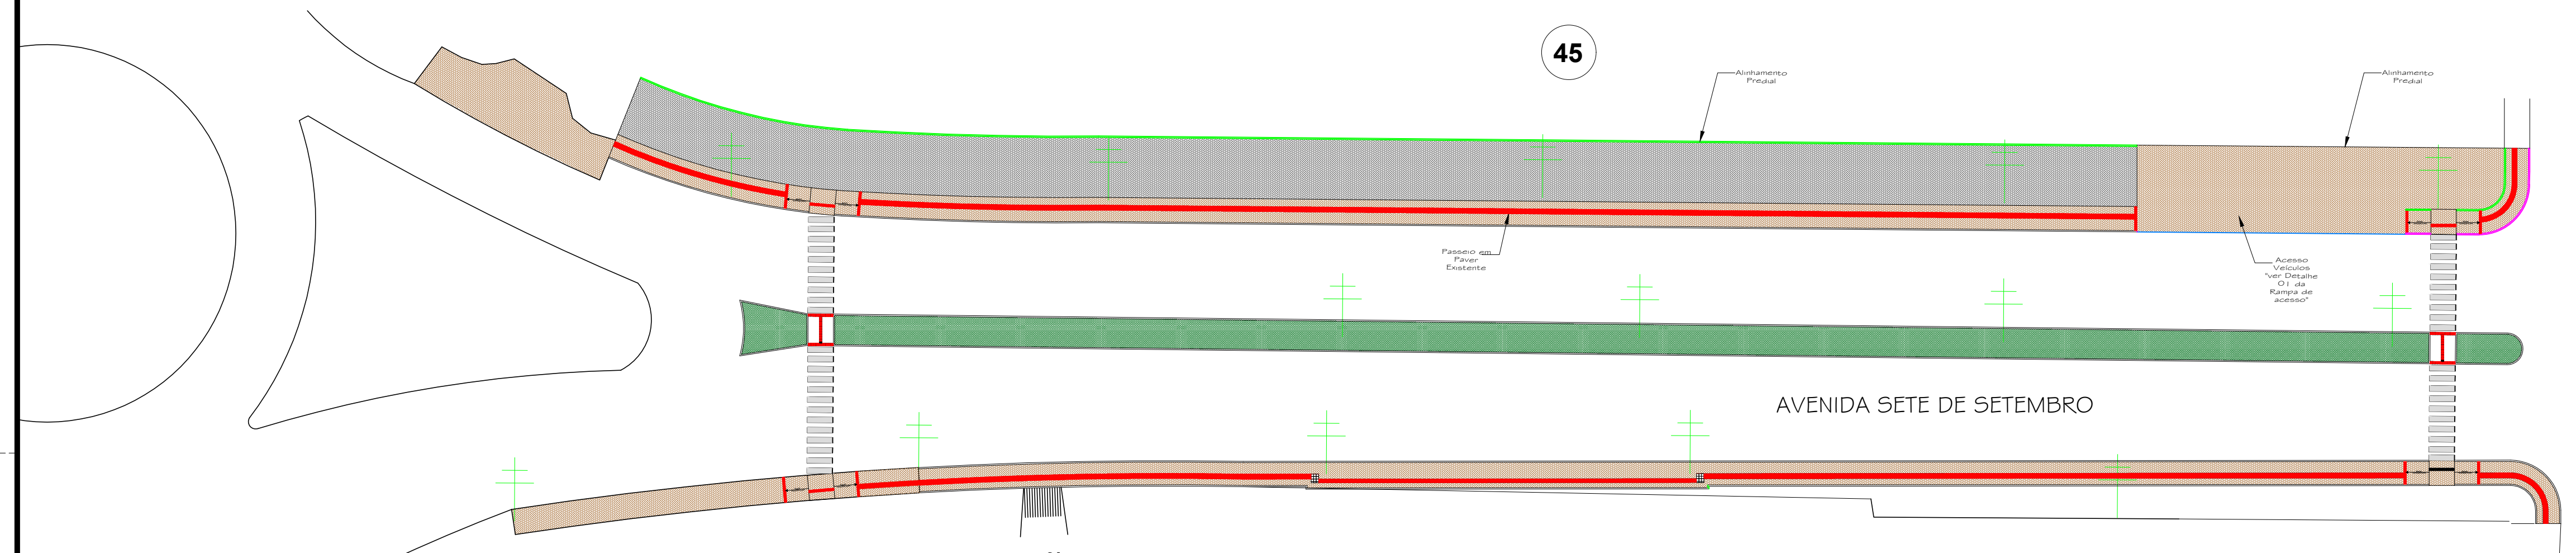 45
Alinhamento
Predial
Alinhamento
Predial
Passeio em
Paver
Existente
Acesso
Veículos
"ver Detalhe
01 da
Rampa de
acesso"
AVENIDA SETE DE SETEMBRO